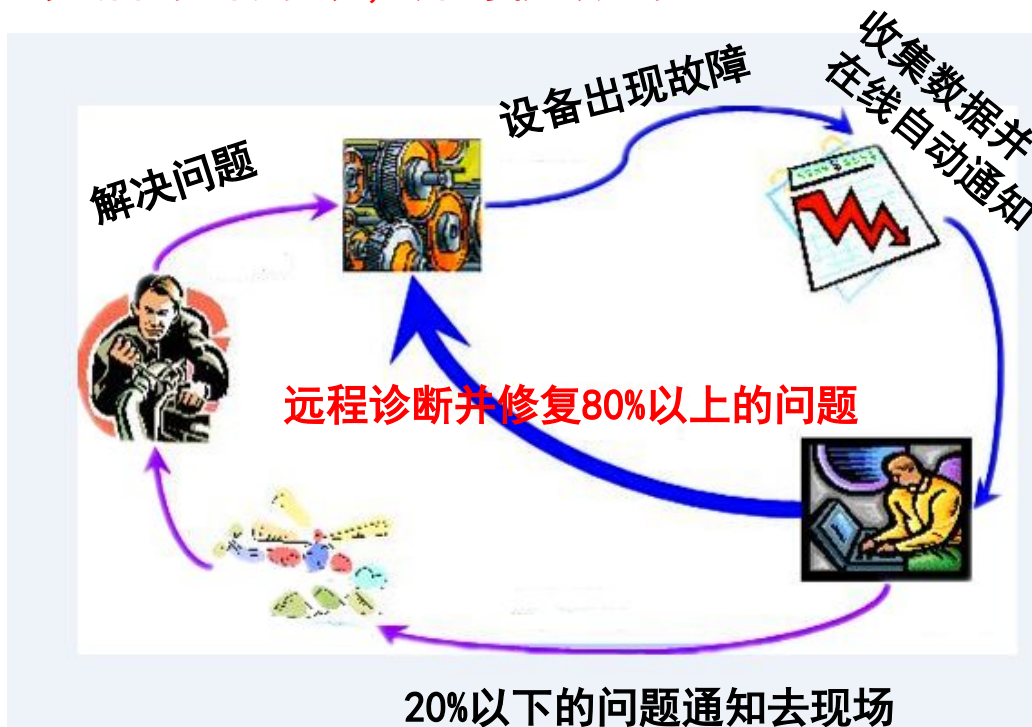 设备出现故障
收集数据并
在线自动通知
解决问题
远程诊断并修复80%以上的问题
20%以下的问题通知去现场